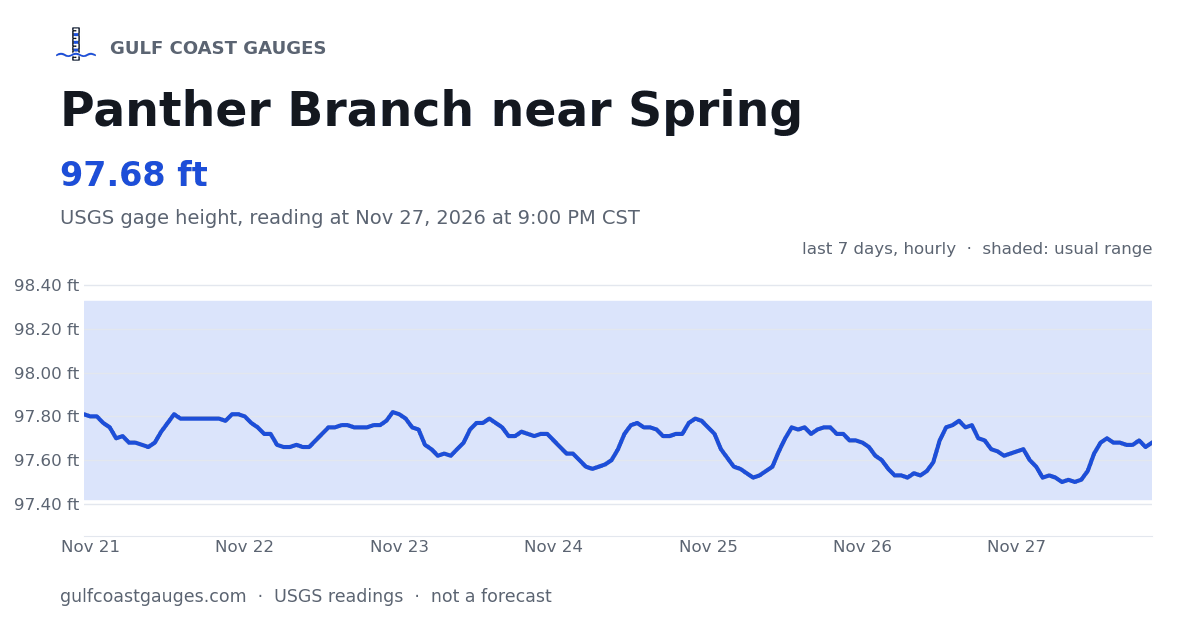 GULF COAST GAUGES
Panther Branch near Spring
97.68 ft
USGS gage height, reading at Nov 27, 2026 at 9:00 PM CST
last 7 days, hourly · shaded: usual range
98.40 ft
98.20 ft
98.00 ft
97.80 ft
97.60 ft
97.40 ft
Nov 21 Nov 22 Nov 23 Nov 24 Nov 25 Nov 26 Nov 27
gulfcoastgauges.com · USGS readings · not a forecast